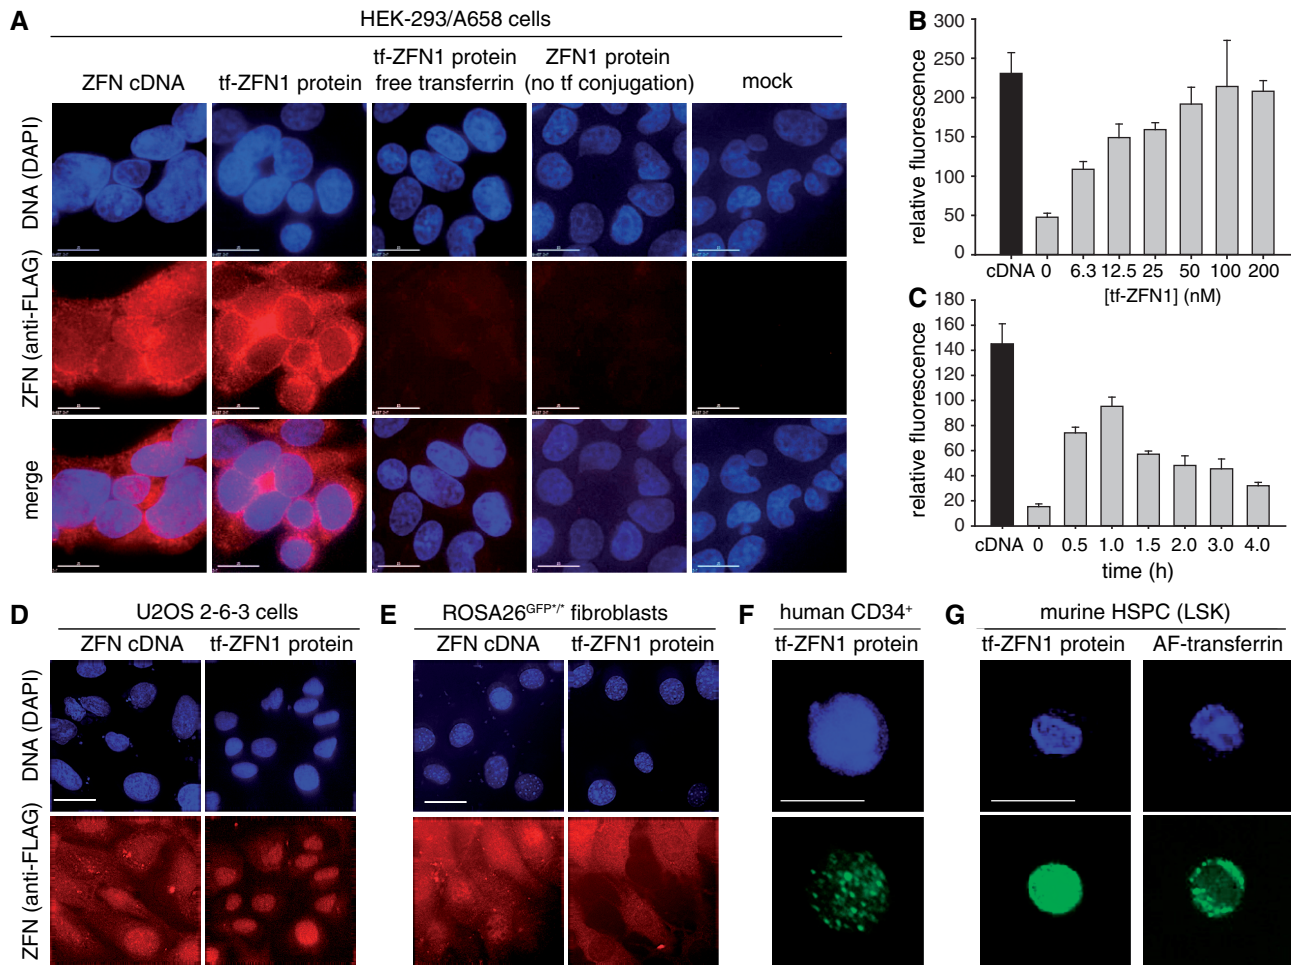 A
HEK-293/A658 cells
ZFN cDNA
tf-ZFN1 protein
tf-ZFN1 protein
free transferrin
ZFN1 protein
(no tf conjugation)
mock
DNA (DAPI)
ZFN (anti-FLAG)
merge
B
relative fluorescence
300
250
200
150
100
50
0
cDNA 0 6.3 12.5 25 50 100 200
[tf-ZFN1] (nM)
C
relative fluorescence
180
160
140
120
100
80
60
40
20
0
cDNA 0 0.5 1.0 1.5 2.0 3.0 4.0
time (h)
D
U2OS 2-6-3 cells
ZFN cDNA
tf-ZFN1 protein
DNA (DAPI)
ZFN (anti-FLAG)
E
ROSA26GFP*/* fibroblasts
ZFN cDNA
tf-ZFN1 protein
F
human CD34+
tf-ZFN1 protein
G
murine HSPC (LSK)
tf-ZFN1 protein
AF-transferrin